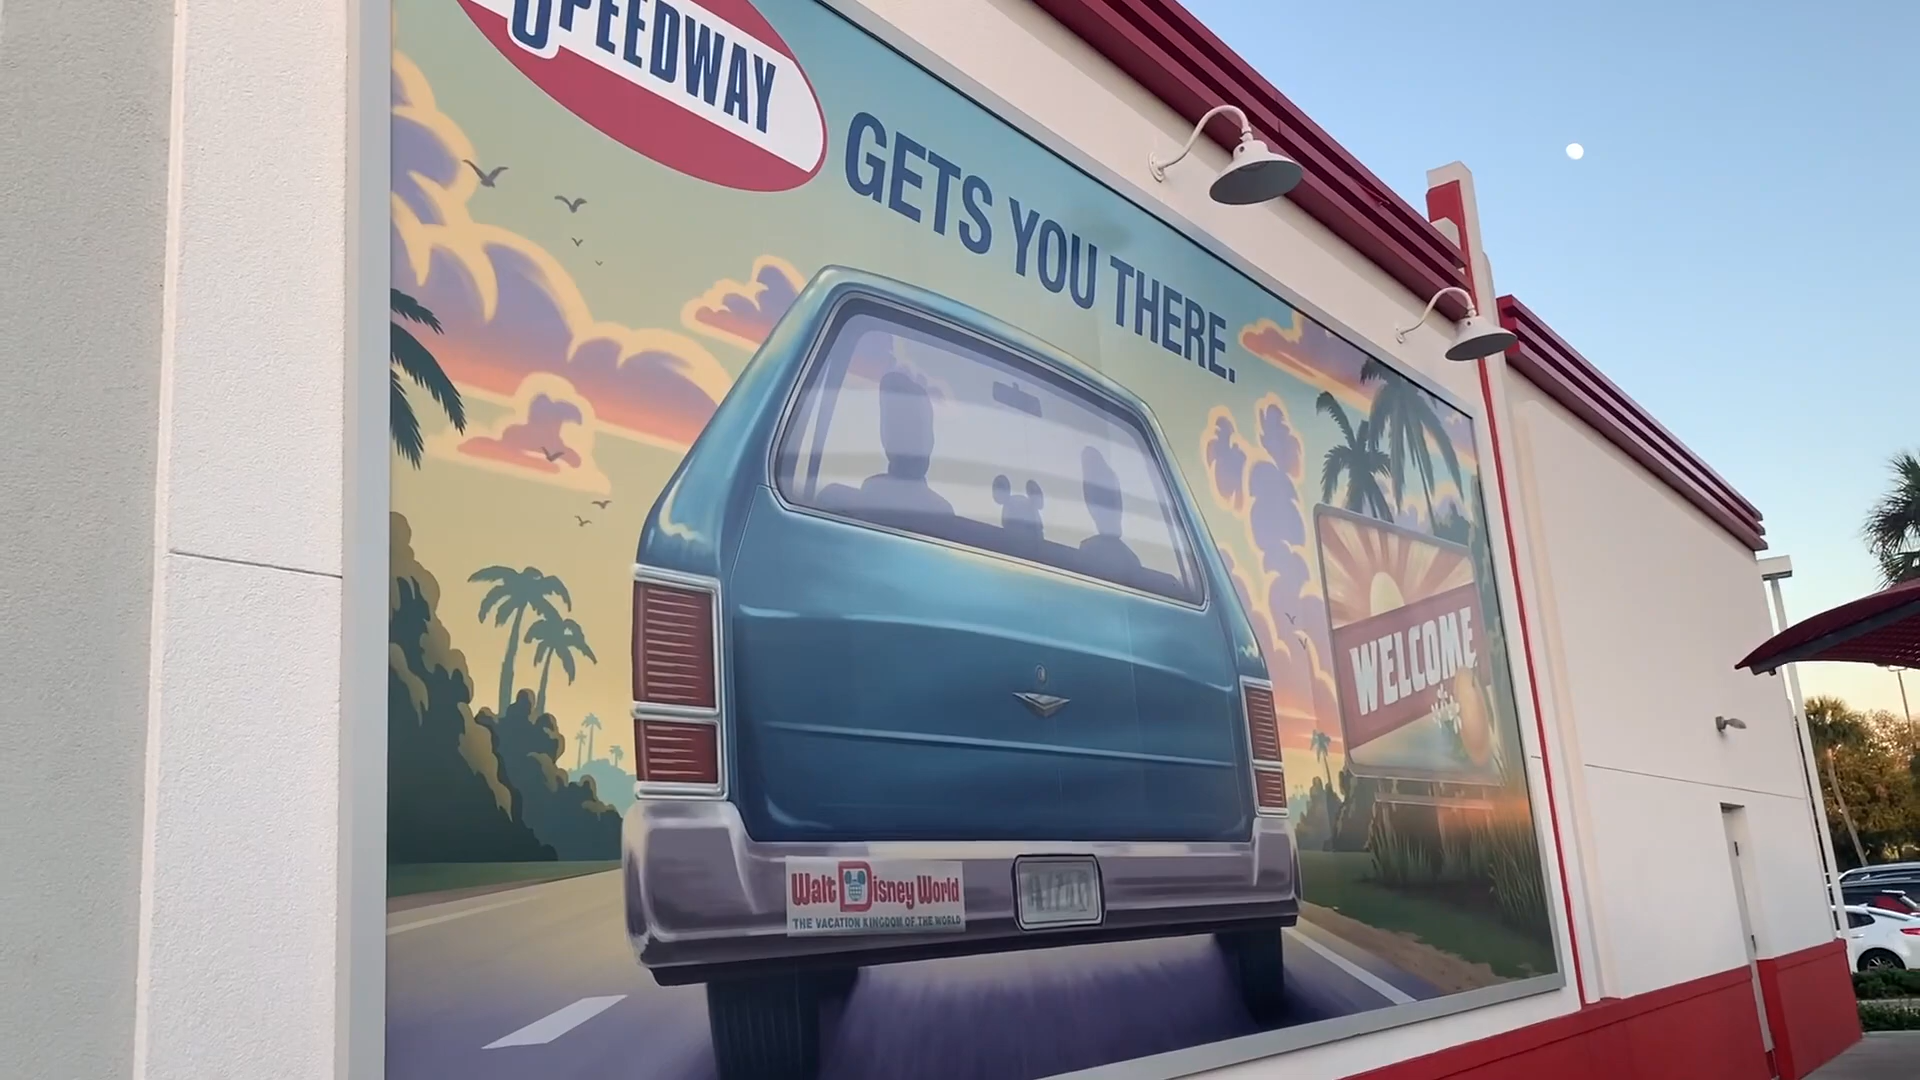 SPEEDWAY
GETS YOU THERE.
WELCOME
Walt Disney World
THE VACATION KINGDOM OF THE WORLD